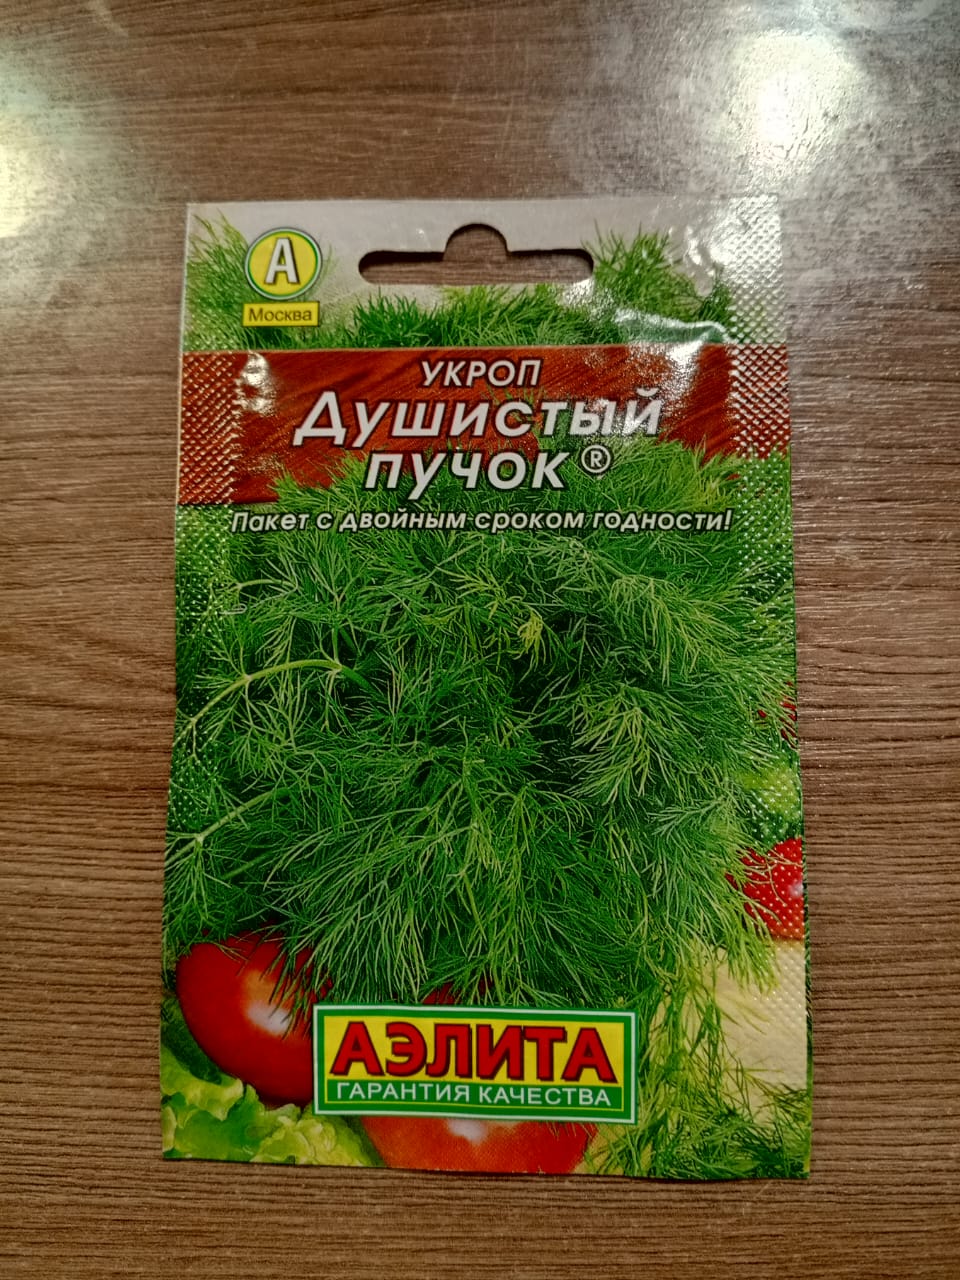 А
Москва
УКРОП
Душистый
пучок ®
Пакет с двойным сроком годности!
АЭЛИТА
ГАРАНТИЯ КАЧЕСТВА